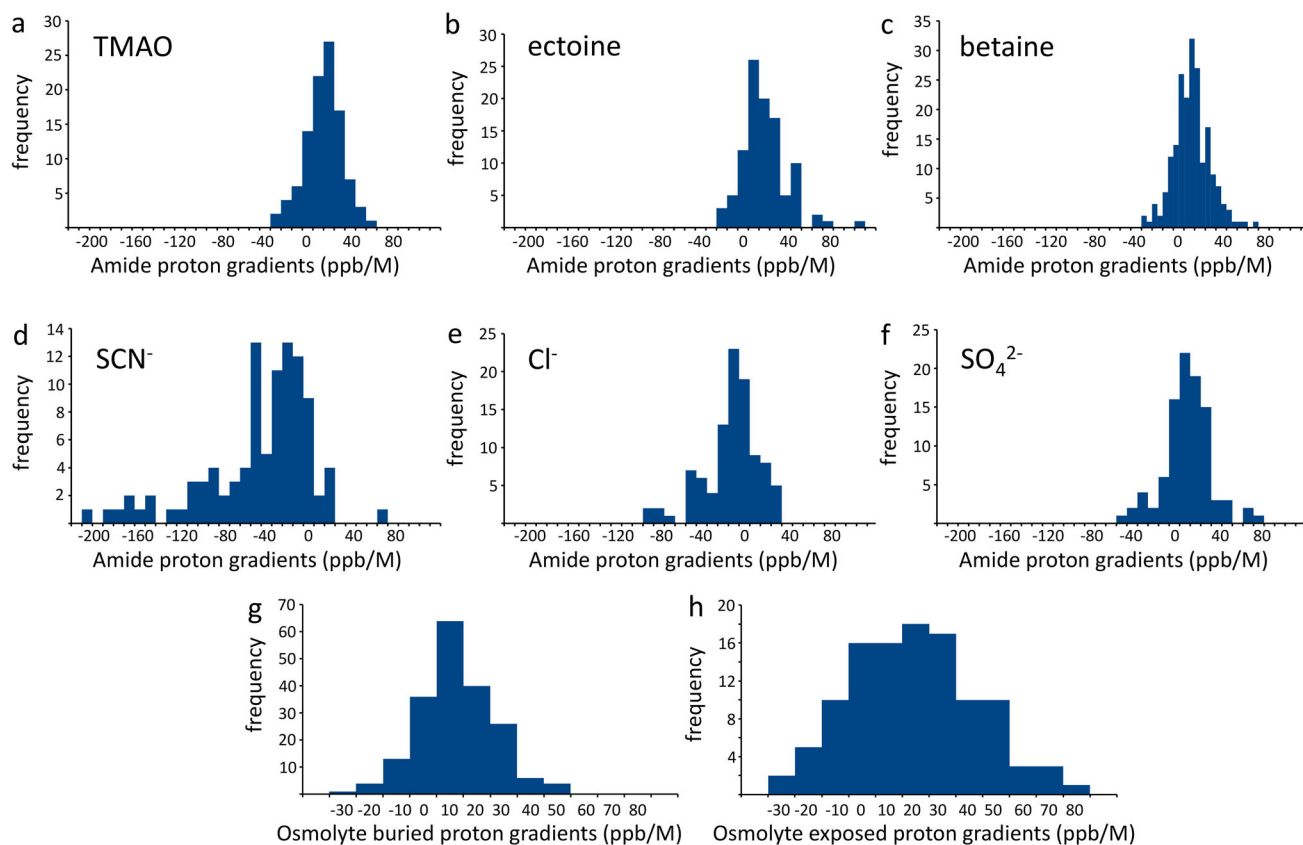 a
TMAO
frequency
30
25
20
15
10
5
-200 -160 -120 -80 -40 0 40 80
Amide proton gradients (ppb/M)
b
ectoine
frequency
30
25
20
15
10
5
-200 -160 -120 -80 -40 0 40 80
Amide proton gradients (ppb/M)
c
betaine
frequency
35
30
25
20
15
10
5
-200 -160 -120 -80 -40 0 40 80
Amide proton gradients (ppb/M)
d
SCN⁻
frequency
14
12
10
8
6
4
2
-200 -160 -120 -80 -40 0 40 80
Amide proton gradients (ppb/M)
e
Cl⁻
frequency
25
20
15
10
5
-200 -160 -120 -80 -40 0 40 80
Amide proton gradients (ppb/M)
f
SO₄²⁻
frequency
25
20
15
10
5
-200 -160 -120 -80 -40 0 40 80
Amide proton gradients (ppb/M)
g
frequency
70
60
50
40
30
20
10
-30 -20 -10 0 10 20 30 40 50 60 70 80
Osmolyte buried proton gradients (ppb/M)
h
frequency
20
16
12
8
4
-30 -20 -10 0 10 20 30 40 50 60 70 80
Osmolyte exposed proton gradients (ppb/M)